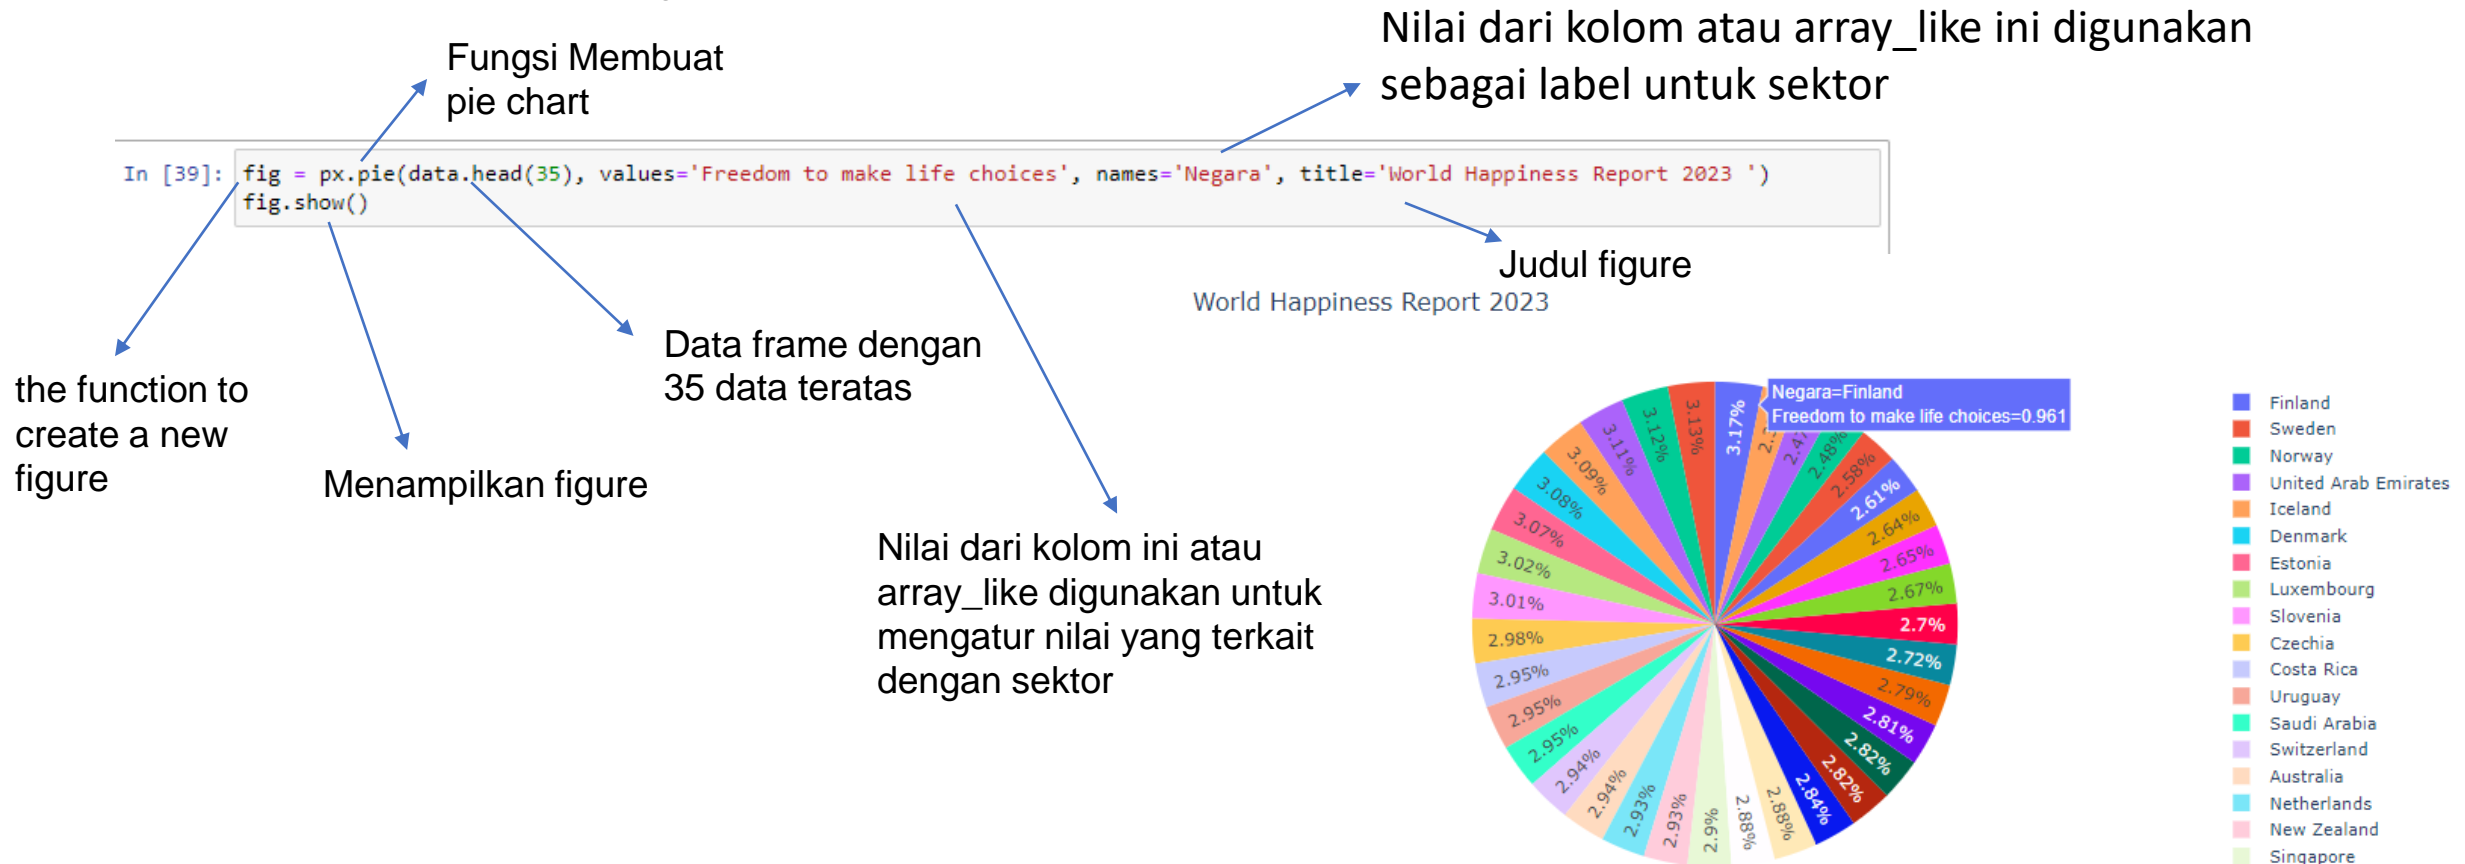 Nilai dari kolom atau array_like ini digunakan
sebagai label untuk sektor
Fungsi Membuat
pie chart
In [39]: fig = px.pie(data.head(35), values='Freedom to make life choices', names='Negara', title='World Happiness Report 2023 ')
fig.show()
Judul figure
World Happiness Report 2023
the function to
create a new
figure
Menampilkan figure
Data frame dengan
35 data teratas
Nilai dari kolom ini atau
array_like digunakan untuk
mengatur nilai yang terkait
dengan sektor
Negara=Finland
Freedom to make life choices=0.961
3.17%
2.47%
2.48%
2.58%
2.61%
2.64%
2.65%
2.67%
2.7%
2.72%
2.79%
2.81%
2.82%
2.82%
2.84%
2.88%
2.88%
2.9%
2.93%
2.93%
2.94%
2.94%
2.95%
2.95%
2.95%
2.98%
3.01%
3.02%
3.07%
3.08%
3.09%
3.11%
3.12%
3.13%
Finland
Sweden
Norway
United Arab Emirates
Iceland
Denmark
Estonia
Luxembourg
Slovenia
Czechia
Costa Rica
Uruguay
Saudi Arabia
Switzerland
Australia
Netherlands
New Zealand
Singapore